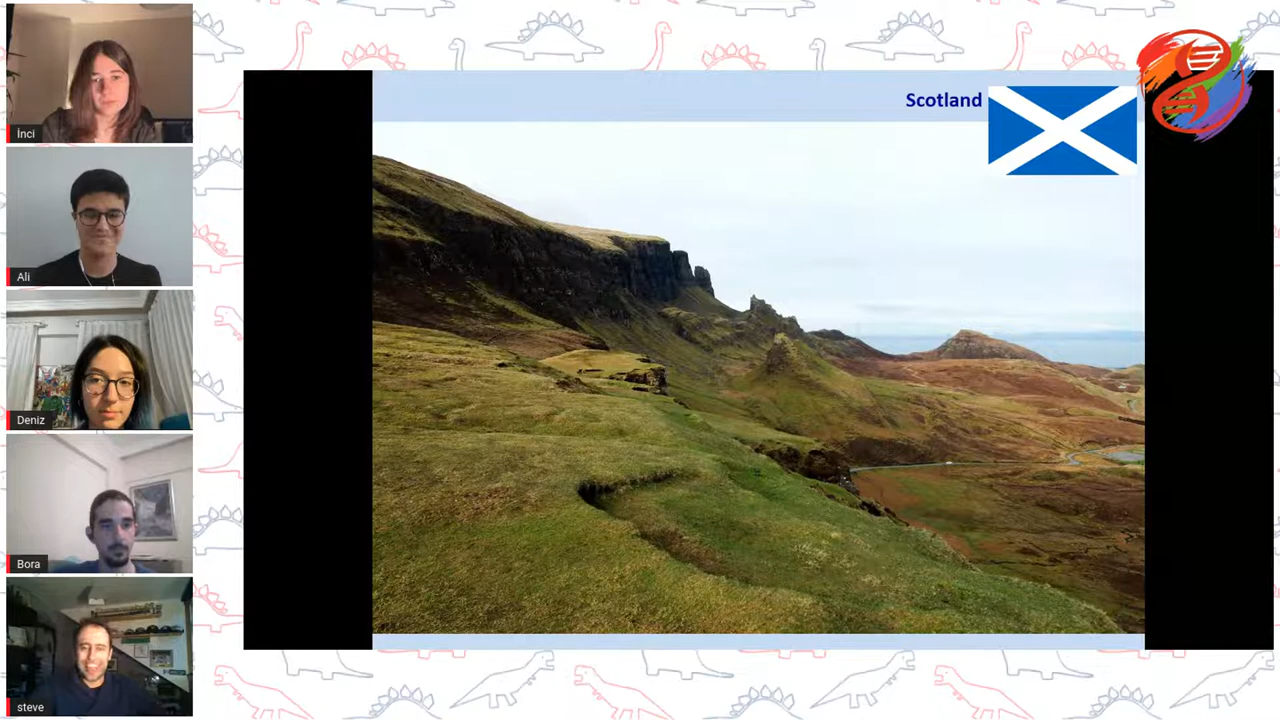 İnci
Ali
Deniz
Bora
steve
Scotland